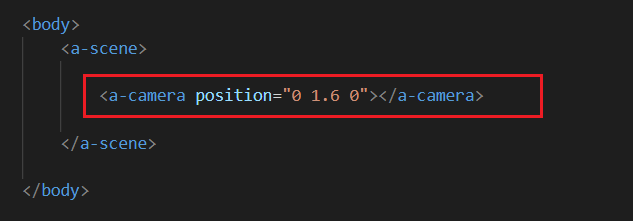 <body>
<a-scene>
<a-camera position="0 1.6 0"></a-camera>
</a-scene>
</body>